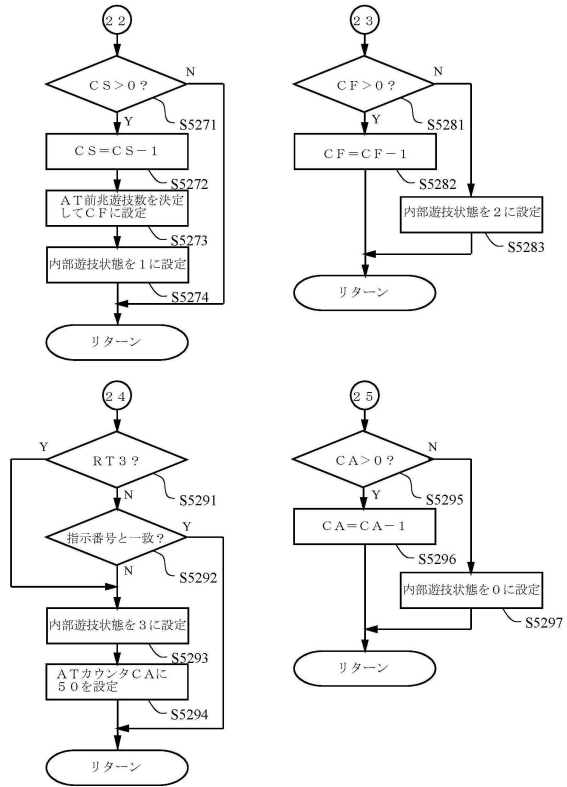 22
CS>0?
N
Y
S5271
CS=CS-1
S5272
AT前兆遊技数を決定
してCFに設定
S5273
内部遊技状態を1に設定
S5274
リターン
23
CF>0?
N
Y
S5281
CF=CF-1
S5282
内部遊技状態を2に設定
S5283
リターン
24
Y
RT3?
S5291
N
指示番号と一致?
Y
S5292
N
内部遊技状態を3に設定
S5293
ATカウンタCAに
50を設定
S5294
リターン
25
CA>0?
N
S5295
Y
CA=CA-1
S5296
内部遊技状態を0に設定
S5297
リターン